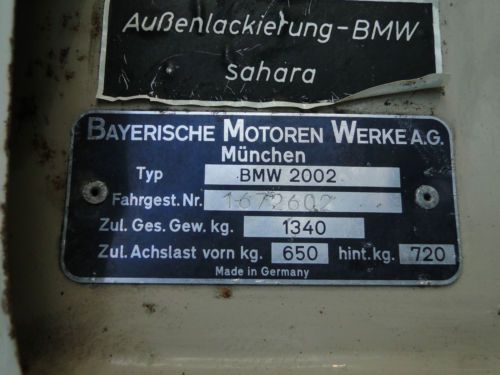 Außenlackierung-BMW
sahara
BAYERISCHE MOTOREN WERKE A.G.
München
Typ BMW 2002
Fahrgest. Nr. 1672602
Zul. Ges. Gew. kg. 1340
Zul. Achslast vorn kg. 650 hint. kg. 720
Made in Germany